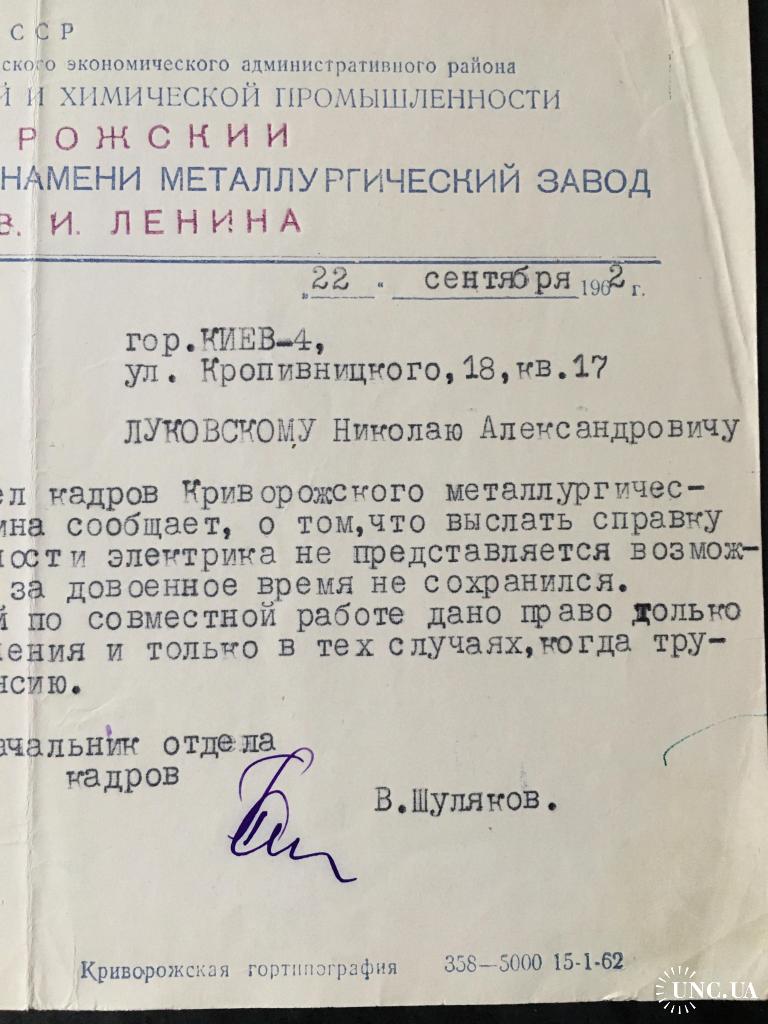 ССР
ского экономического административного района
Й И ХИМИЧЕСКОЙ ПРОМЫШЛЕННОСТИ
РОЖСКИЙ
НАМЕНИ МЕТАЛЛУРГИЧЕСКИЙ ЗАВОД
В. И. ЛЕНИНА
„22 " сентября 1962 г.
гор.КИЕВ-4,
ул. Кропивницкого,18,кв.17
ЛУКОВСКОМУ Николаю Александровичу
ел кадров Криворожского металлургичес-
ина сообщает, о том,что выслать справку
ности электрика не представляется возмож-
за довоенное время не сохранился.
й по совместной работе дано право только
ения и только в тех случаях,когда тру-
нсию.
ачальник отдела
кадров
В.Шуляков.
Криворожская гортипография 358—5000 15-1-62
UNC.UA